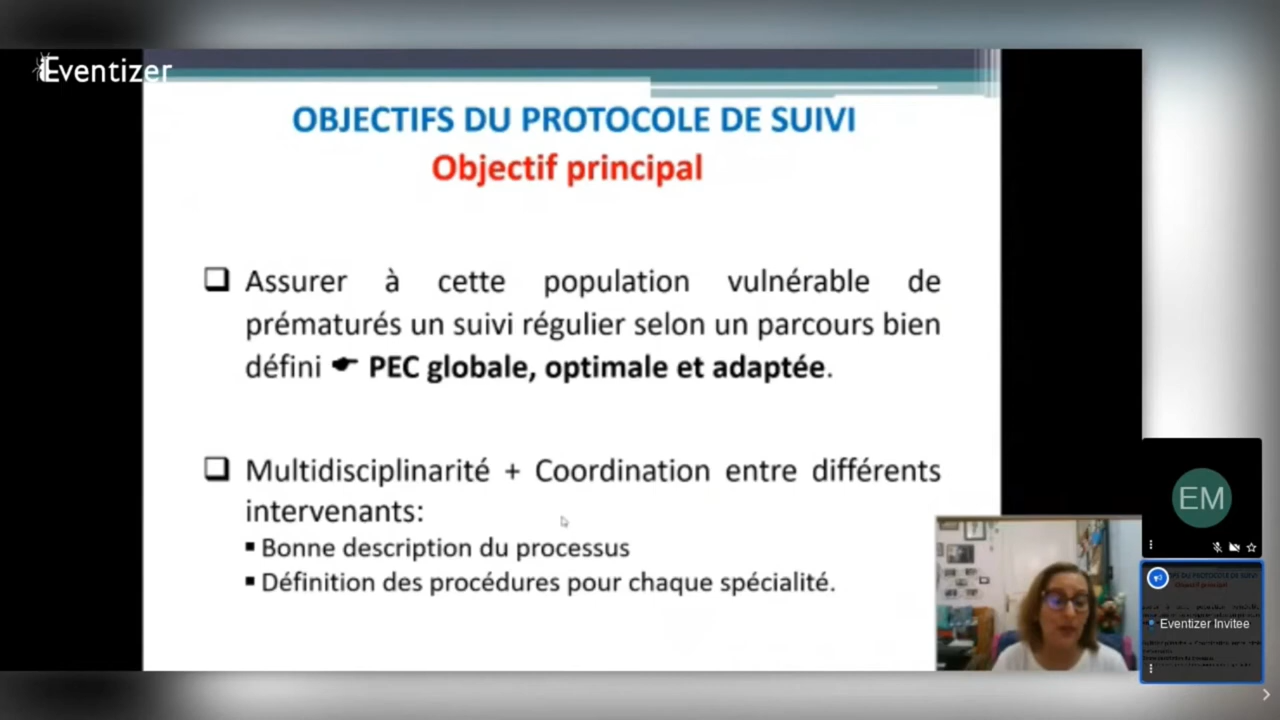 Eventizer
OBJECTIFS DU PROTOCOLE DE SUIVI
Objectif principal
Assurer à cette population vulnérable de
prématurés un suivi régulier selon un parcours bien
défini ☛ PEC globale, optimale et adaptée.
Multidisciplinarité + Coordination entre différents
intervenants:
▪ Bonne description du processus
▪ Définition des procédures pour chaque spécialité.
EM
Eventizer Invitee